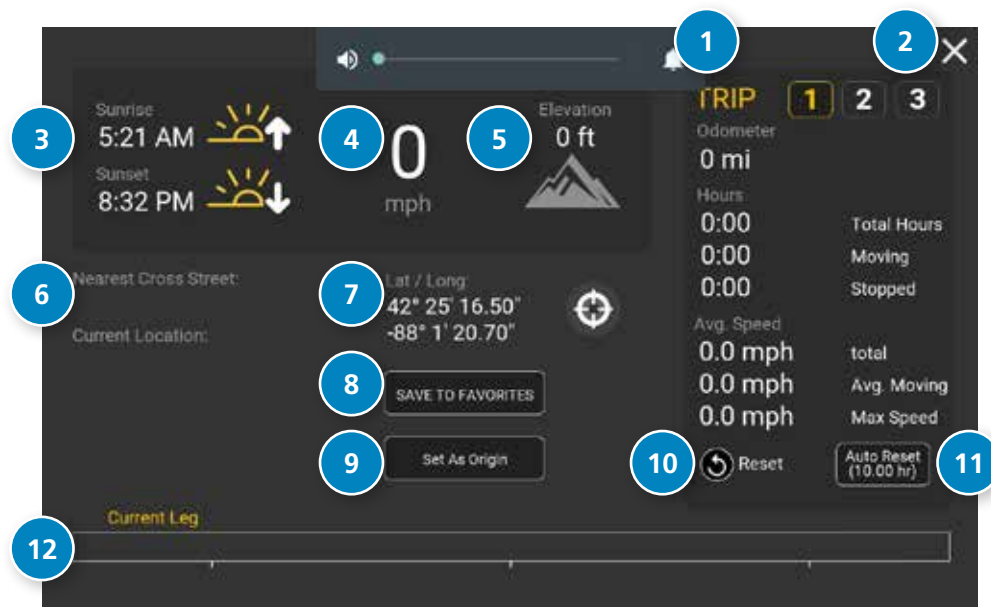 1
2
TRIP 1 2 3
3
Sunrise
5:21 AM
Sunset
8:32 PM
4
0
mph
5
Elevation
0 ft
Odometer
0 mi
Hours
0:00 Total Hours
0:00 Moving
0:00 Stopped
6
Nearest Cross Street:
Current Location:
7
Lat / Long:
42° 25' 16.50"
-88° 1' 20.70"
Avg. Speed
0.0 mph total
0.0 mph Avg. Moving
0.0 mph Max Speed
8
SAVE TO FAVORITES
9
Set As Origin
10
Reset
Auto Reset
(10.00 hr)
11
Current Leg
12